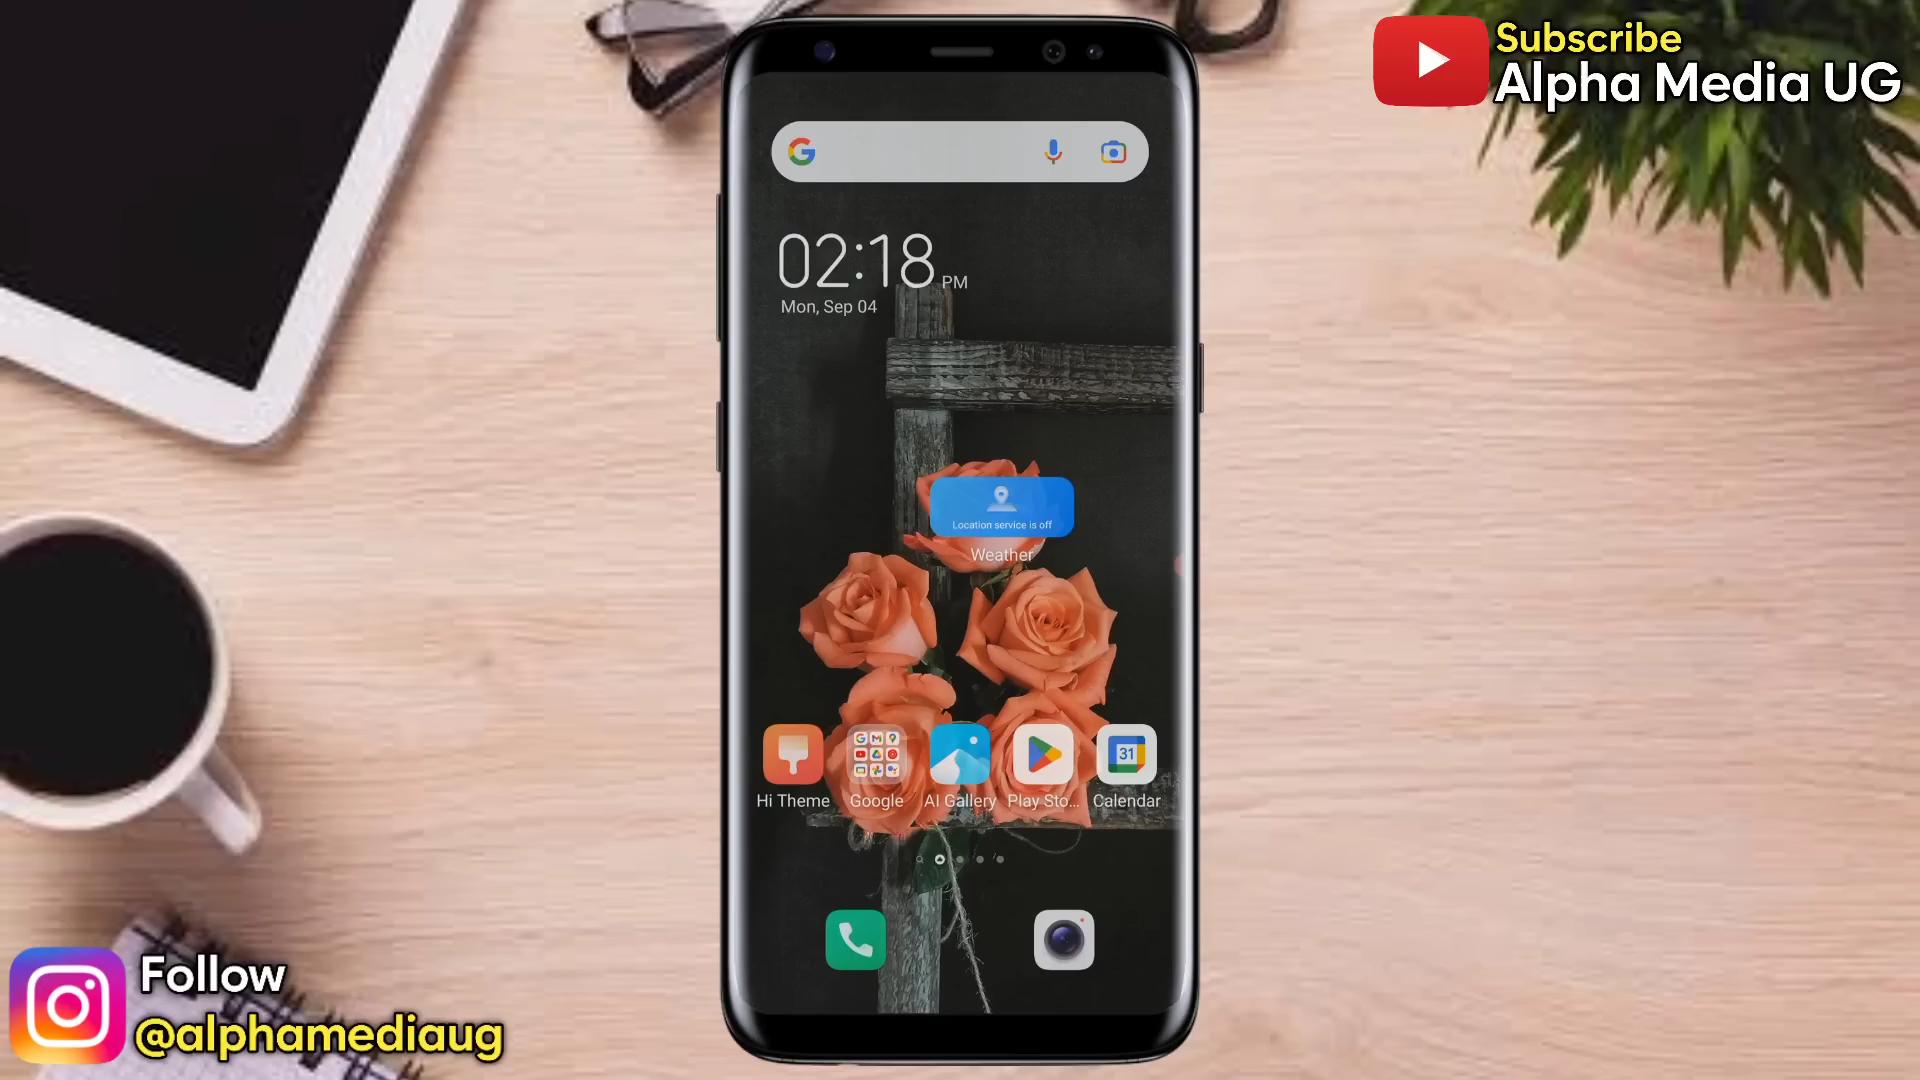 Subscribe
Alpha Media UG
02:18 PM
Mon, Sep 04
Location service is off
Weather
31
Hi Theme
Google
AI Gallery
Play Sto...
Calendar
Follow
@alphamediaug